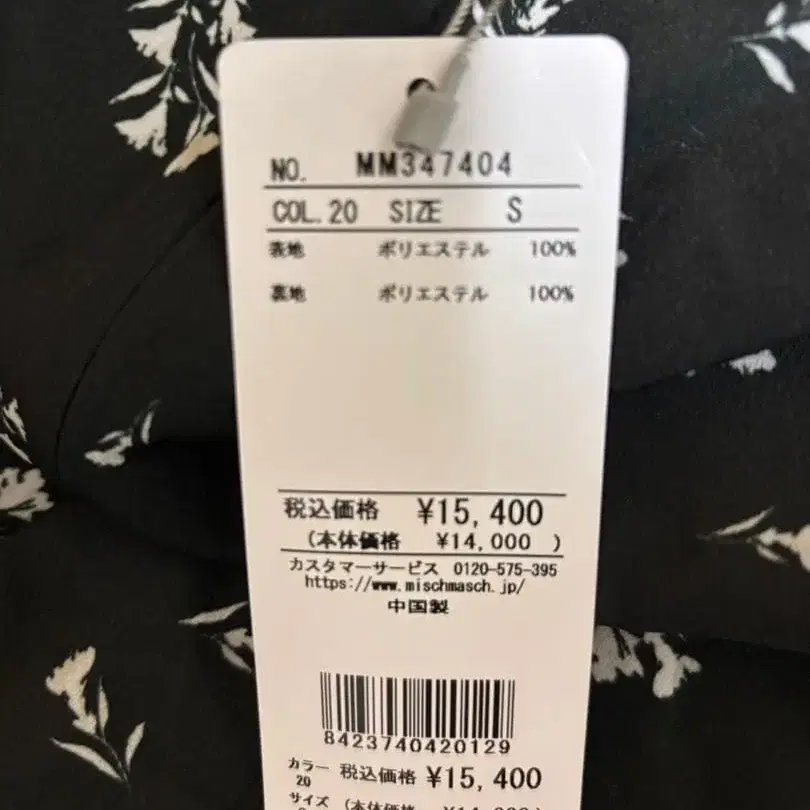 NO. MM347404
COL.20 SIZE S
表地 ポリエステル 100%
裏地 ポリエステル 100%
税込価格 ¥15,400
(本体価格 ¥14,000 )
カスタマーサービス 0120-575-395
https://www.mischmasch.jp/
中国製
8423740420129
カラー 税込価格 ¥15,400
20
サイズ (本体価格